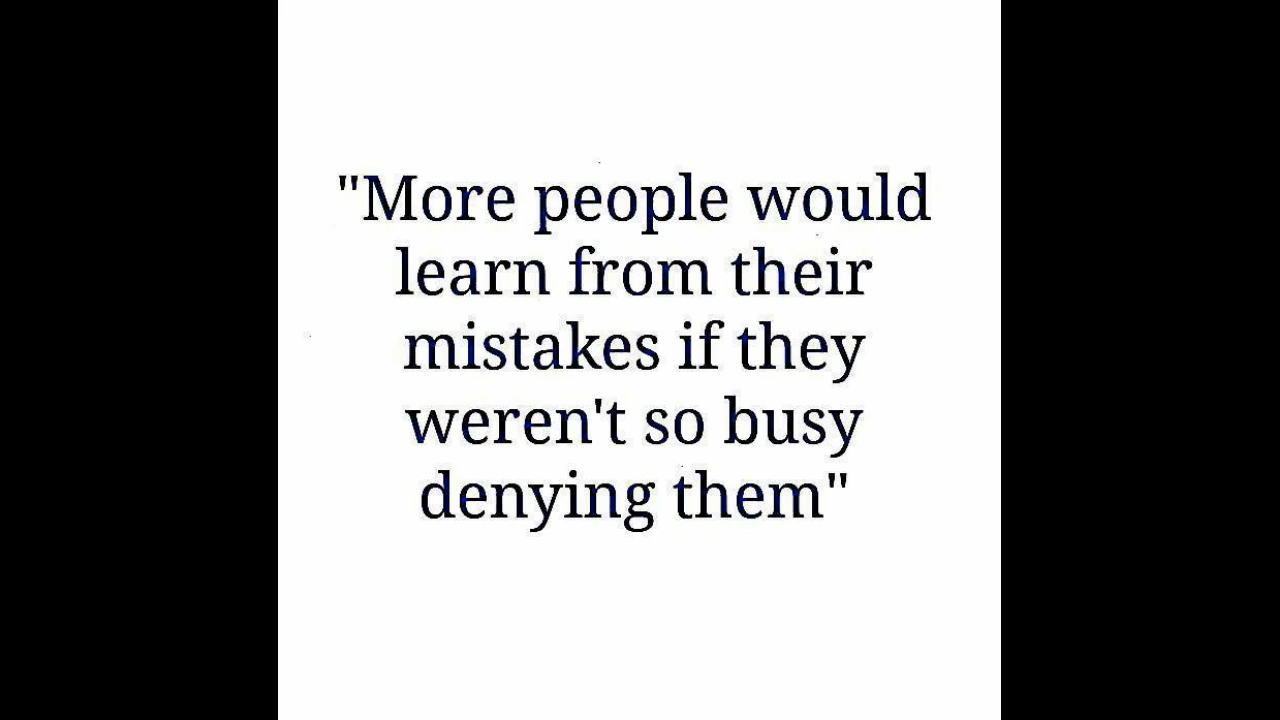 "More people would
learn from their
mistakes if they
weren't so busy
denying them"